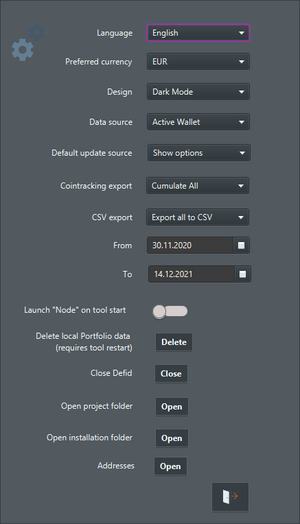 Language English
Preferred currency EUR
Design Dark Mode
Data source Active Wallet
Default update source Show options
Cointracking export Cumulate All
CSV export Export all to CSV
From 30.11.2020
To 14.12.2021
Launch "Node" on tool start
Delete local Portfolio data
(requires tool restart) Delete
Close Defid Close
Open project folder Open
Open installation folder Open
Addresses Open